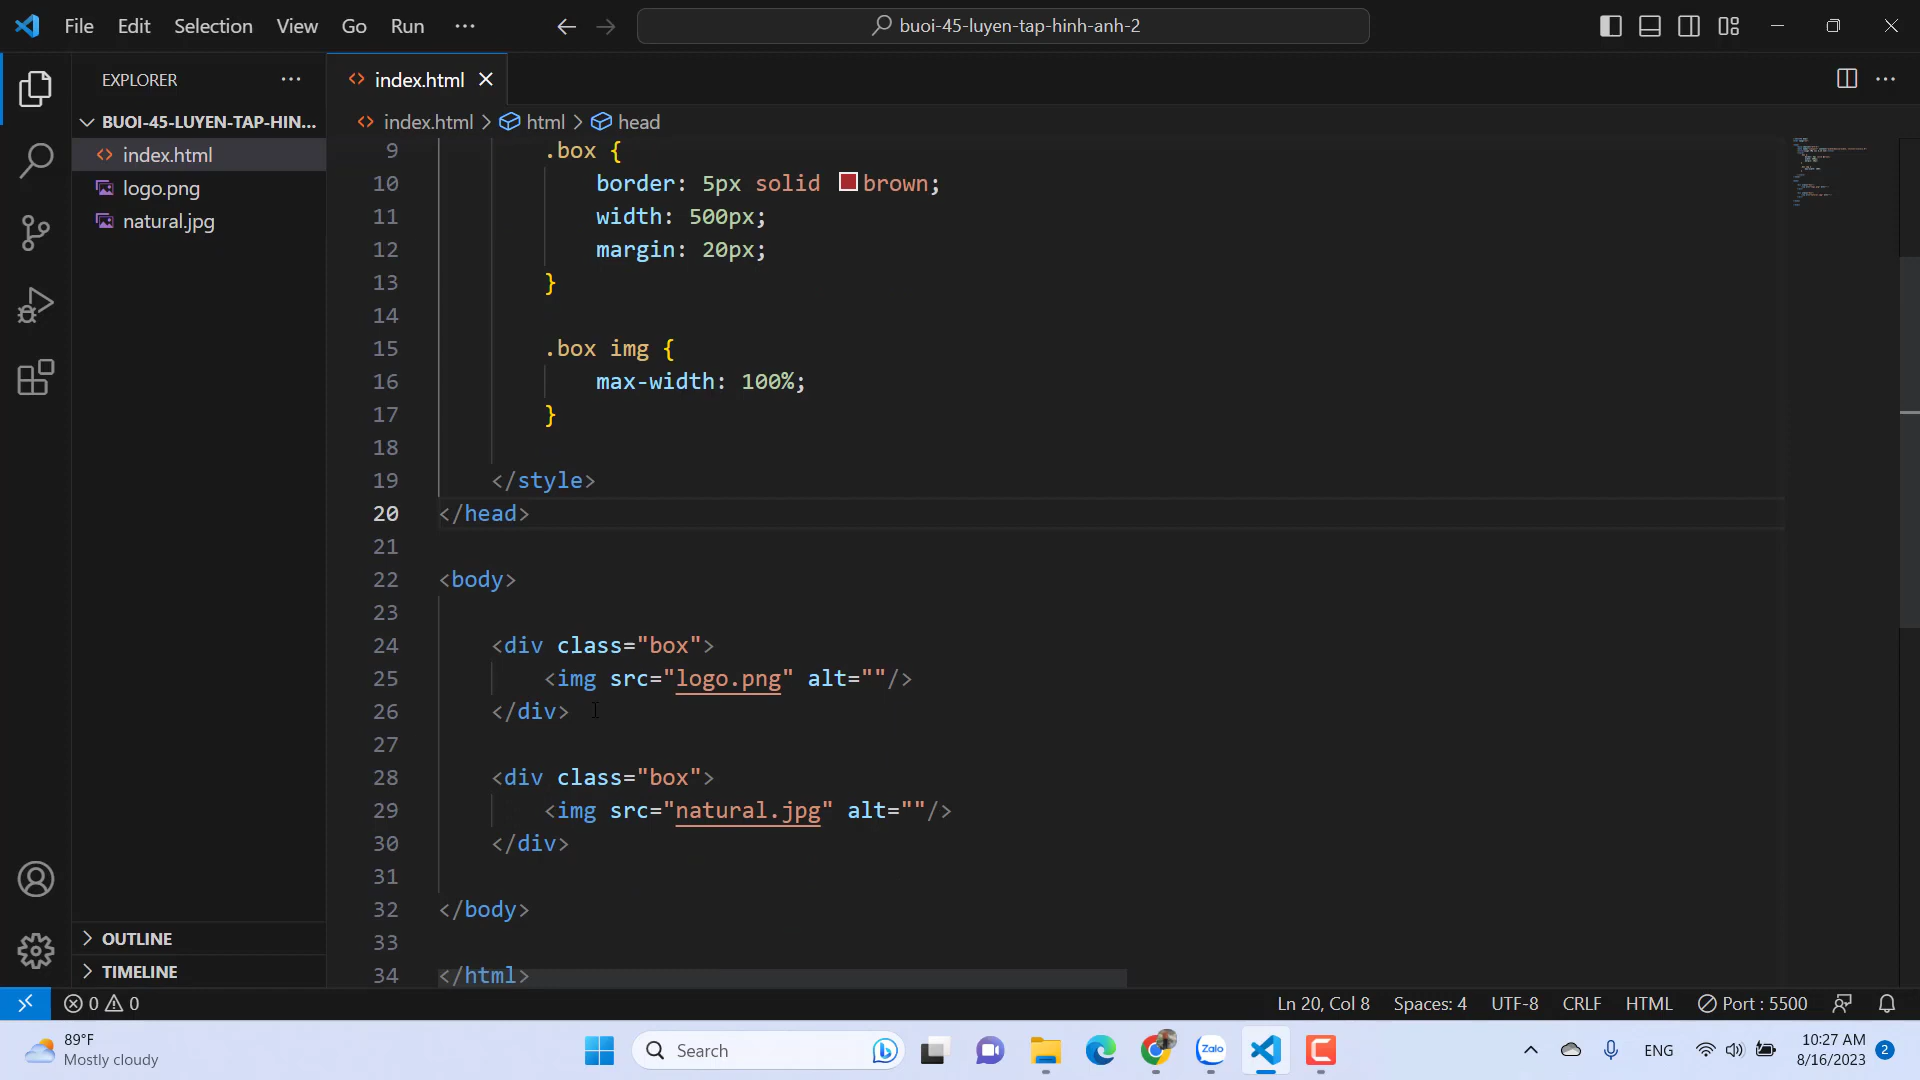 File Edit Selection View Go Run ···
buoi-45-luyen-tap-hinh-anh-2
EXPLORER
BUOI-45-LUYEN-TAP-HIN...
index.html
logo.png
natural.jpg
OUTLINE
TIMELINE
index.html
index.html > html > head
9 .box {
10 border: 5px solid brown;
11 width: 500px;
12 margin: 20px;
13 }
14
15 .box img {
16 max-width: 100%;
17 }
18
19 </style>
20 </head>
21
22 <body>
23
24 <div class="box">
25 <img src="logo.png" alt=""/>
26 </div>
27
28 <div class="box">
29 <img src="natural.jpg" alt=""/>
30 </div>
31
32 </body>
33
34 </html>
0 0
Ln 20, Col 8 Spaces: 4 UTF-8 CRLF HTML Port : 5500
89°F
Mostly cloudy
Search
Zalo
ENG
10:27 AM
8/16/2023
2